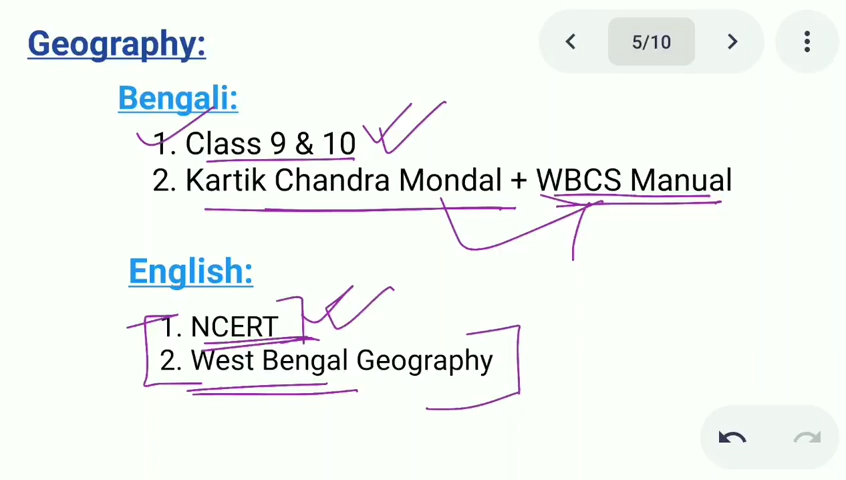 Geography:
5/10
Bengali:
1. Class 9 & 10
2. Kartik Chandra Mondal + WBCS Manual
English:
1. NCERT
2. West Bengal Geography